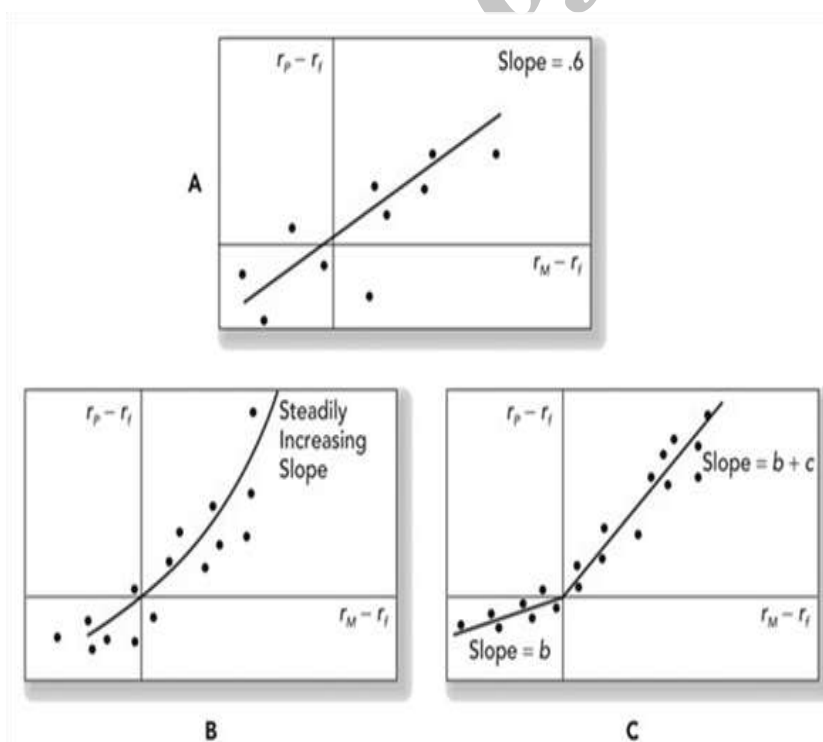 r_P − r_f
Slope = .6
A
r_M − r_f
r_P − r_f
Steadily
Increasing
Slope
r_M − r_f
B
r_P − r_f
Slope = b + c
r_M − r_f
Slope = b
C